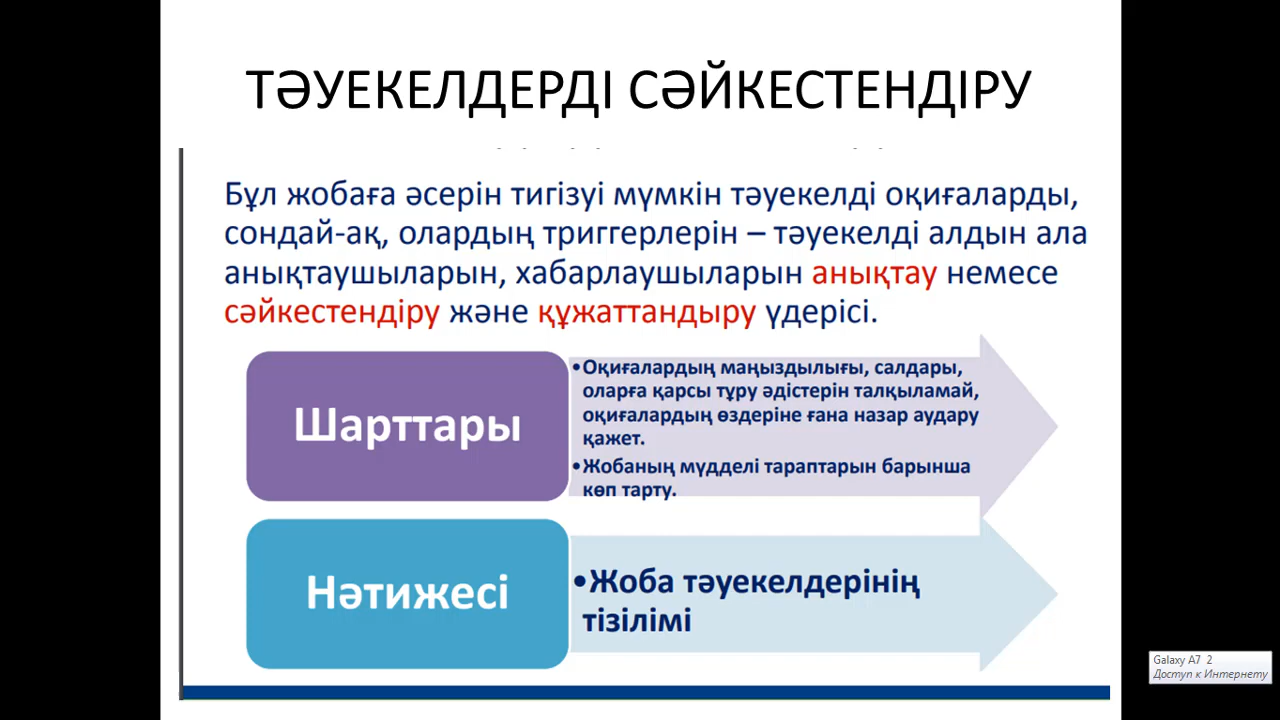 ТӘУЕКЕЛДЕРДІ СӘЙКЕСТЕНДІРУ
Бұл жобаға әсерін тигізуі мүмкін тәуекелді оқиғаларды,
сондай-ақ, олардың триггерлерін – тәуекелді алдын ала
анықтаушыларын, хабарлаушыларын анықтау немесе
сәйкестендіру және құжаттандыру үдерісі.
Шарттары
•Оқиғалардың маңыздылығы, салдары,
оларға қарсы тұру әдістерін талқыламай,
оқиғалардың өздеріне ғана назар аудару
қажет.
•Жобаның мүдделі тараптарын барынша
көп тарту.
Нәтижесі
•Жоба тәуекелдерінің
тізілімі
Galaxy A7 2
Доступ к Интернету